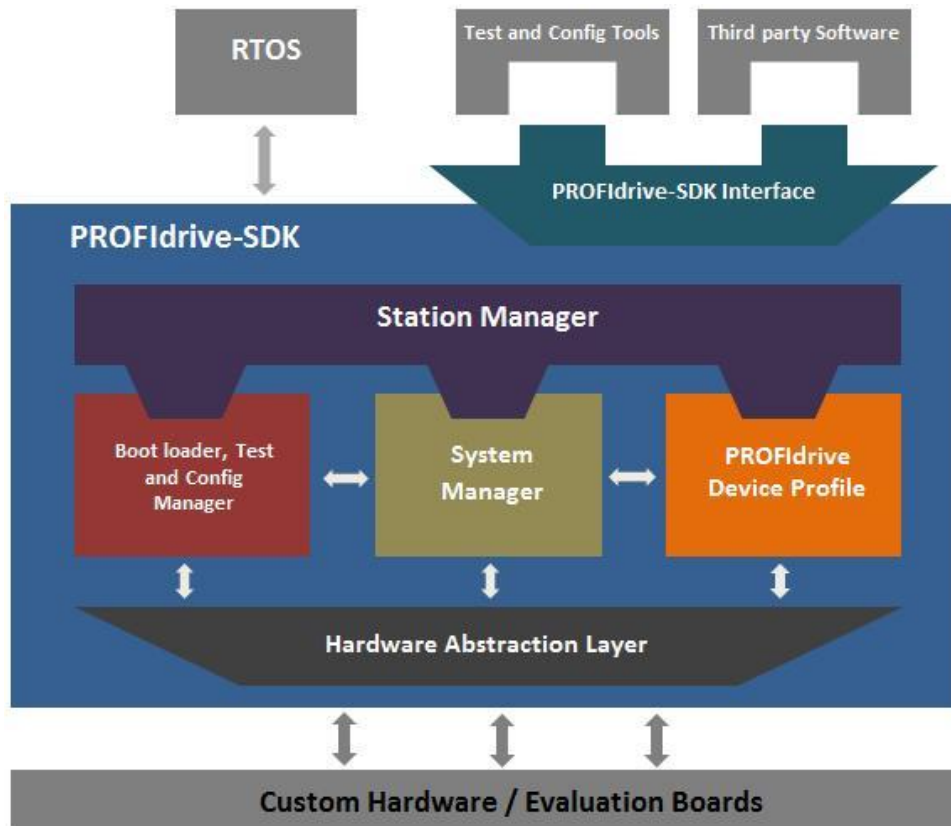 RTOS
Test and Config Tools
Third party Software
PROFIdrive-SDK Interface
PROFIdrive-SDK
Station Manager
Boot loader, Test
and Config
Manager
System
Manager
PROFIdrive
Device Profile
Hardware Abstraction Layer
Custom Hardware / Evaluation Boards